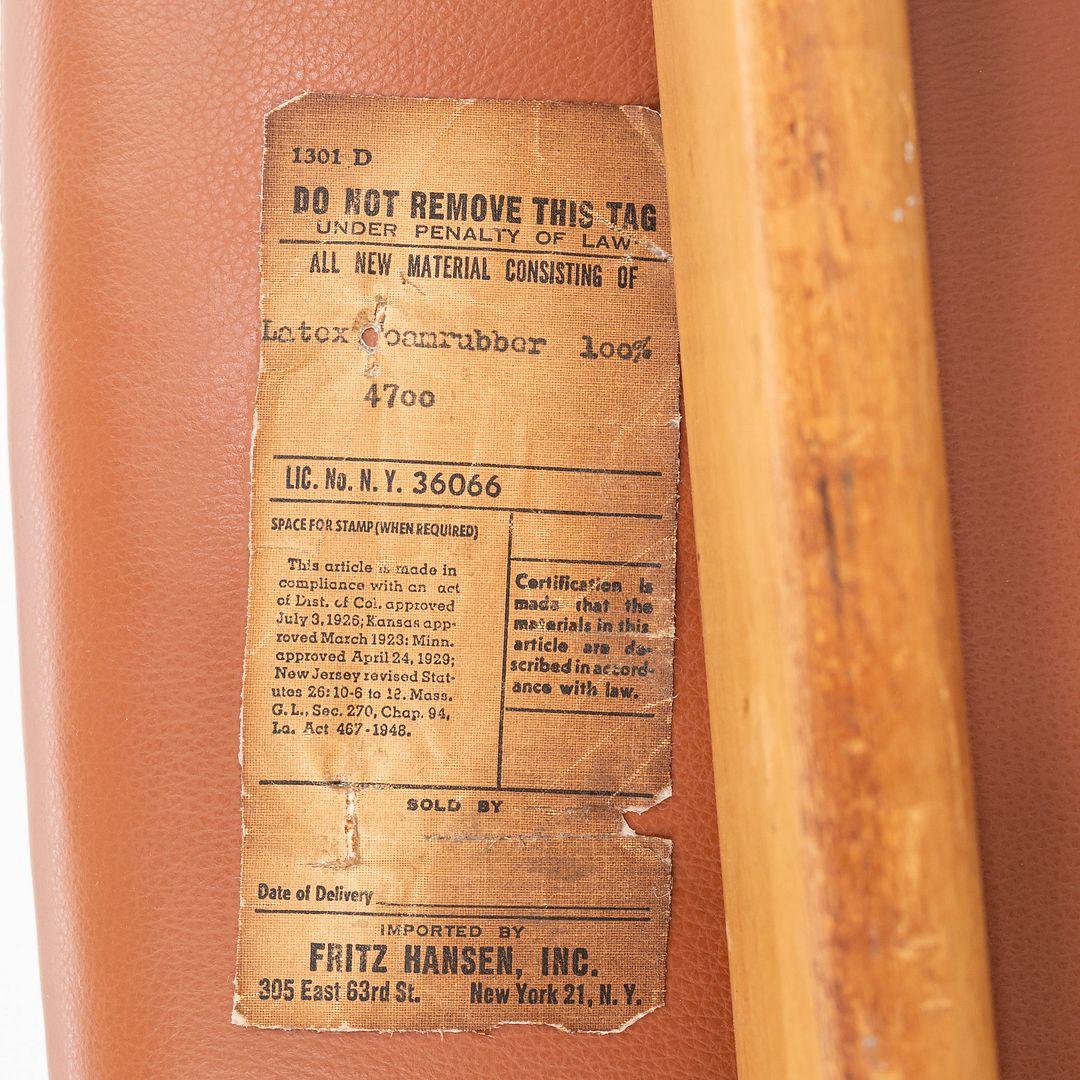 1301 D
DO NOT REMOVE THIS TAG
UNDER PENALTY OF LAW
ALL NEW MATERIAL CONSISTING OF
Latex foamrubber 100%
4700
LIC. No. N. Y. 36066
SPACE FOR STAMP (WHEN REQUIRED)
This article is made in
compliance with an act
of Dist. of Col. approved
July 3, 1926; Kansas app-
roved March 1923; Minn.
approved April 24, 1929;
New Jersey revised Stat-
utes 26:10-6 to 18. Mass.
G. L., Sec. 270, Chap. 94,
La. Act 467-1948.
Certification is
made that the
materials in this
article are de-
scribed in accord-
ance with law.
SOLD BY
Date of Delivery
IMPORTED BY
FRITZ HANSEN, INC.
305 East 63rd St. New York 21, N. Y.